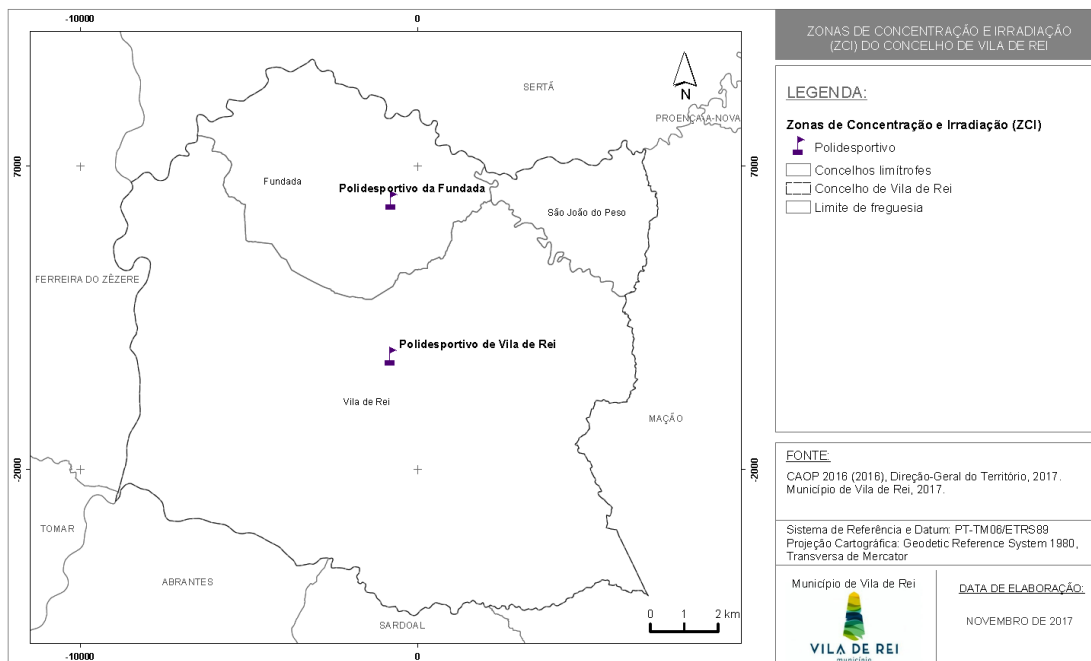 -10000
0
7000
7000
-2000
-2000
-10000
0
SERTÃ
PROENÇA-A-NOVA
N
Fundada
Polidesportivo da Fundada
São João do Peso
FERREIRA DO ZÊZERE
Polidesportivo de Vila de Rei
Vila de Rei
MAÇÃO
TOMAR
ABRANTES
SARDOAL
0 1 2 km
ZONAS DE CONCENTRAÇÃO E IRRADIAÇÃO
(ZCI) DO CONCELHO DE VILA DE REI
LEGENDA:
Zonas de Concentração e Irradiação (ZCI)
Polidesportivo
Concelhos limítrofes
Concelho de Vila de Rei
Limite de freguesia
FONTE:
CAOP 2016 (2016), Direção-Geral do Território, 2017.
Município de Vila de Rei, 2017.
Sistema de Referência e Datum: PT-TM06/ETRS89
Projeção Cartográfica: Geodetic Reference System 1980,
Transversa de Mercator
Município de Vila de Rei
VILA DE REI
município
DATA DE ELABORAÇÃO:
NOVEMBRO DE 2017